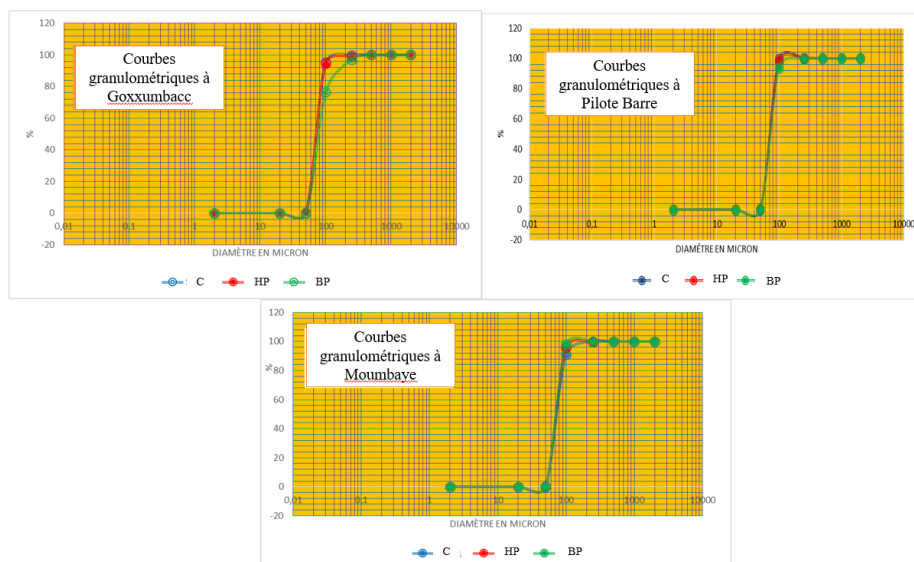 120
100
80
60
40
20
0
-20
%
Courbes
granulométriques à
Goxxumbacc
0,01 0,1 1 10 100 1000 10000
DIAMÈTRE EN MICRON
C HP BP
120
100
80
60
40
20
0
-20
%
Courbes
granulométriques à
Pilote Barre
0,01 0,1 1 10 100 1000 10000
DIAMÈTRE EN MICRON
C HP BP
120
100
80
60
40
20
0
-20
%
Courbes
granulométriques à
Moumbaye
0,01 0,1 1 10 100 1000 10000
DIAMÈTRE EN MICRON
C HP BP